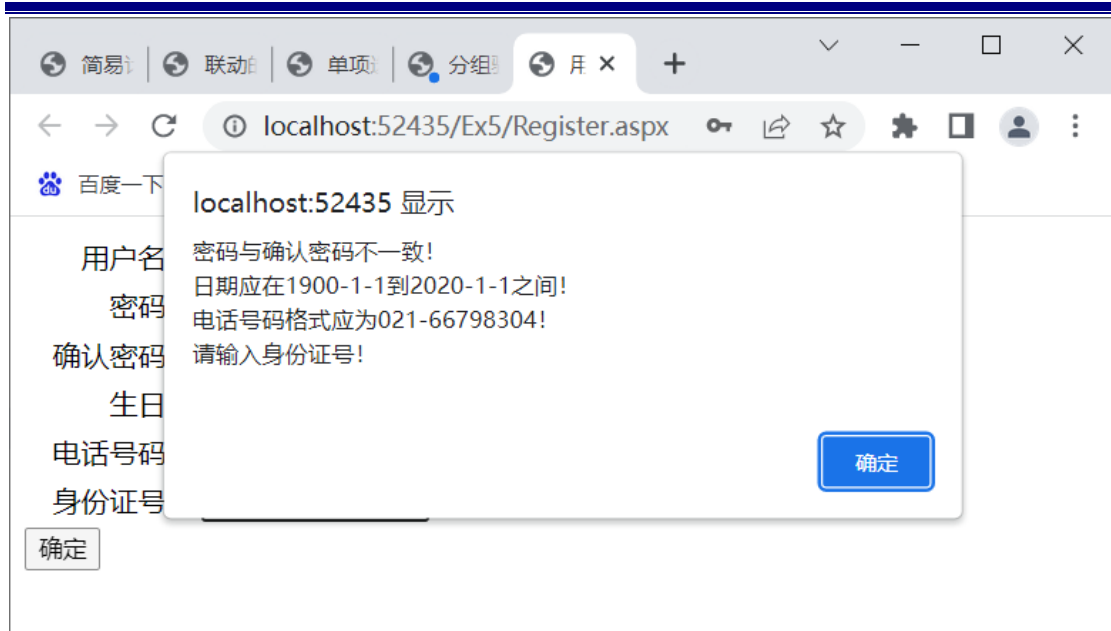 简易 联动 单项 分组 用
localhost:52435/Ex5/Register.aspx
百度一下
localhost:52435 显示
密码与确认密码不一致!
日期应在1900-1-1到2020-1-1之间!
电话号码格式应为021-66798304!
请输入身份证号!
确定
用户名
密码
确认密码
生日
电话号码
身份证号
确定